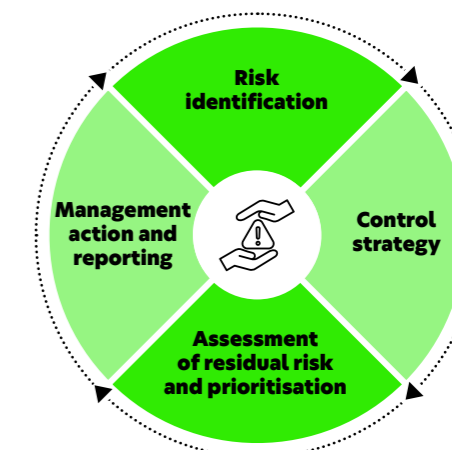 Risk
identification
Control
strategy
Assessment
of residual risk
and prioritisation
Management
action and
reporting